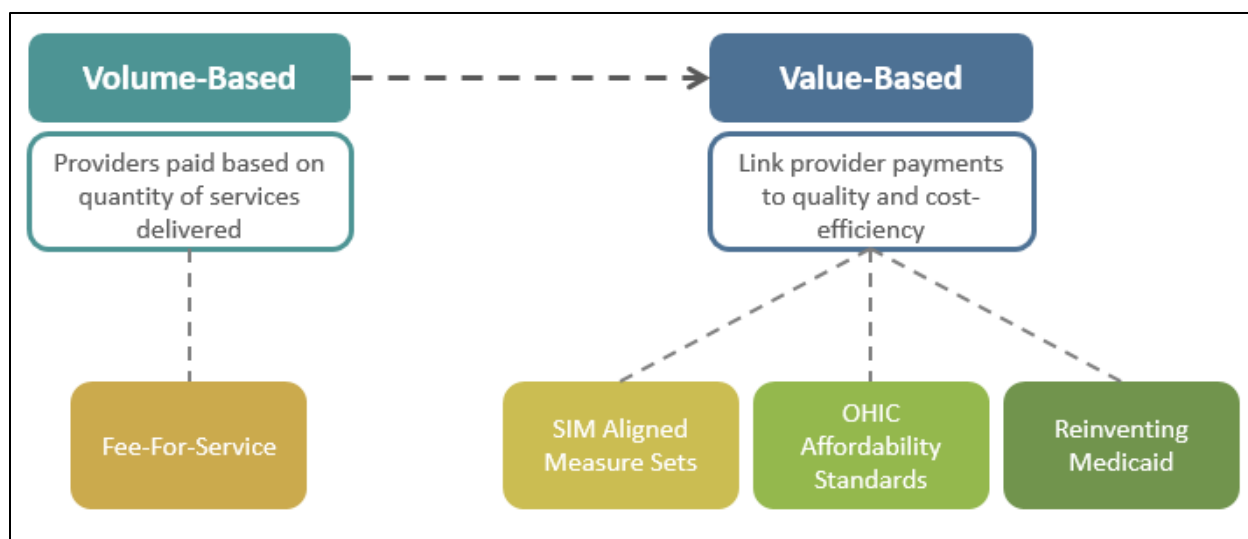 Volume-Based
Value-Based
Providers paid based on
quantity of services
delivered
Link provider payments
to quality and cost-
efficiency
Fee-For-Service
SIM Aligned
Measure Sets
OHIC
Affordability
Standards
Reinventing
Medicaid